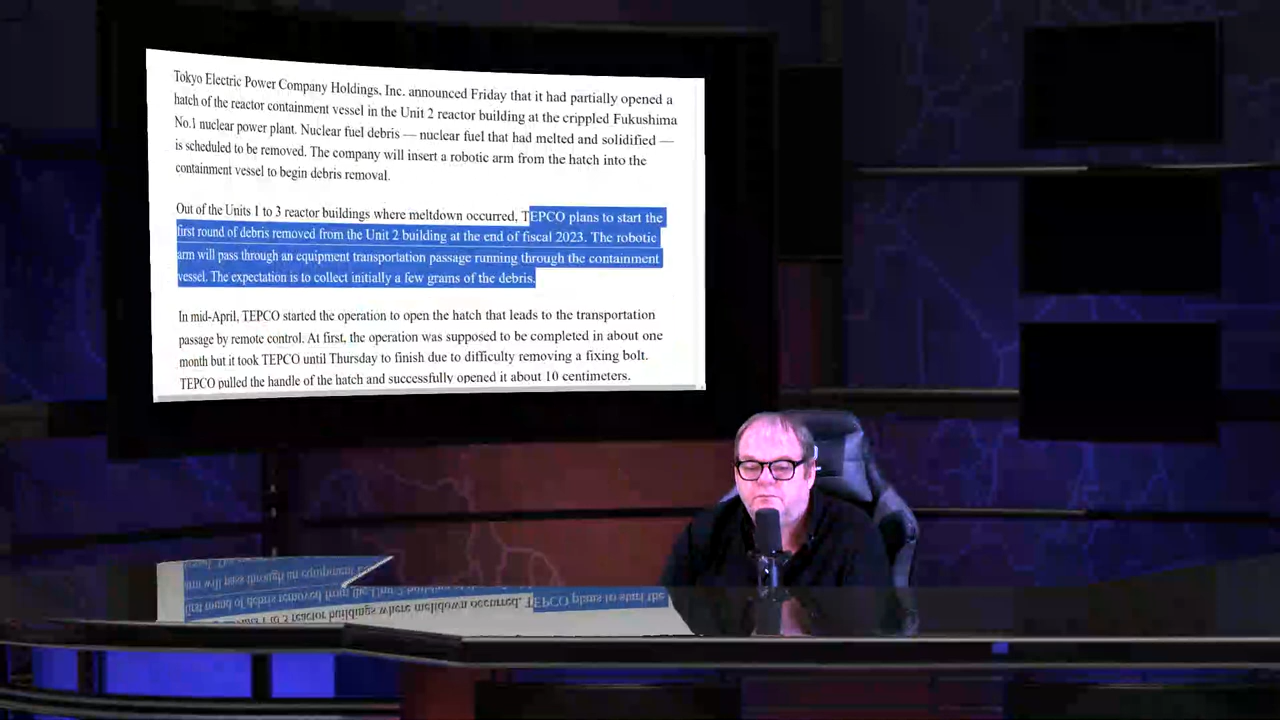 Tokyo Electric Power Company Holdings, Inc. announced Friday that it had partially opened a
hatch of the reactor containment vessel in the Unit 2 reactor building at the crippled Fukushima
No.1 nuclear power plant. Nuclear fuel debris — nuclear fuel that had melted and solidified —
is scheduled to be removed. The company will insert a robotic arm from the hatch into the
containment vessel to begin debris removal.
Out of the Units 1 to 3 reactor buildings where meltdown occurred, TEPCO plans to start the
first round of debris removed from the Unit 2 building at the end of fiscal 2023. The robotic
arm will pass through an equipment transportation passage running through the containment
vessel. The expectation is to collect initially a few grams of the debris.
In mid-April, TEPCO started the operation to open the hatch that leads to the transportation
passage by remote control. At first, the operation was supposed to be completed in about one
month but it took TEPCO until Thursday to finish due to difficulty removing a fixing bolt.
TEPCO pulled the handle of the hatch and successfully opened it about 10 centimeters.